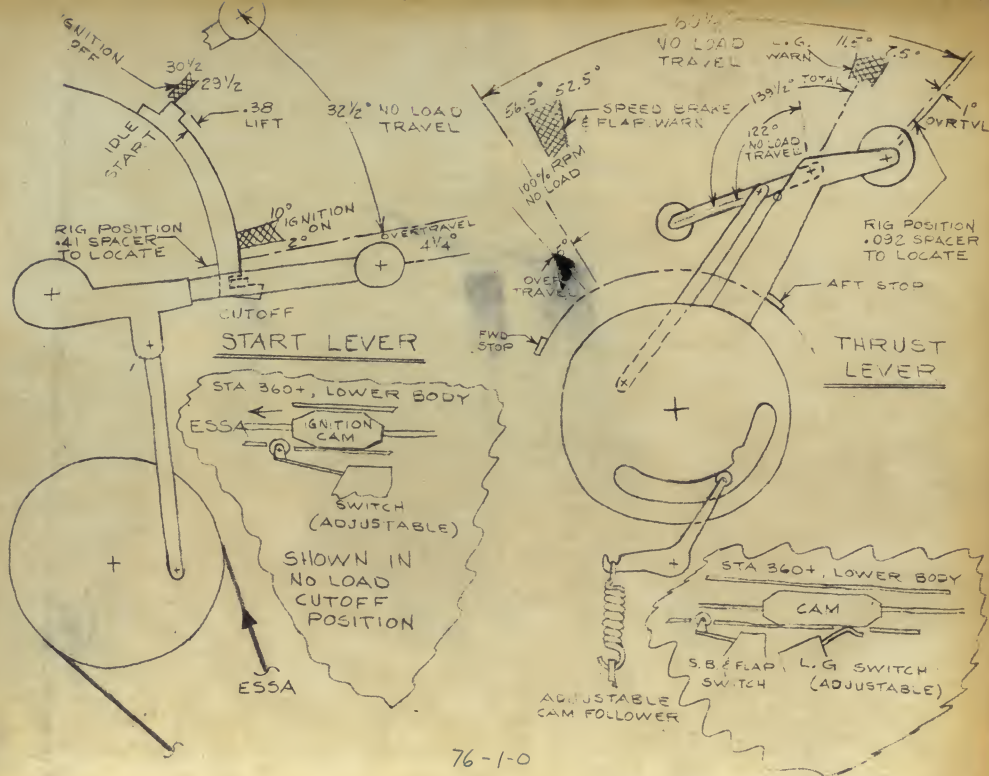 IGNITION
OFF
30½
29½
.38
LIFT
IDLE
START
32½° NO LOAD
TRAVEL
10°
IGNITION
ON
2°
OVERTRAVEL
4¼°
RIG POSITION
.41 SPACER
TO LOCATE
CUTOFF
START LEVER
STA 360+, LOWER BODY
ESSA
IGNITION
CAM
SWITCH
(ADJUSTABLE)
SHOWN IN
NO LOAD
CUTOFF
POSITION
ESSA
NO LOAD
TRAVEL
L.G.
WARN
11.5°
7.5°
139½° TOTAL
56.5°
52.5°
SPEED BRAKE
& FLAP WARN
122°
NO LOAD
TRAVEL
100% RPM
NO LOAD
1°
OVRTVL
RIG POSITION
.092 SPACER
TO LOCATE
OVER
TRAVEL
AFT STOP
FWD
STOP
THRUST
LEVER
STA 360+, LOWER BODY
CAM
S.B. & FLAP
SWITCH
L.G SWITCH
(ADJUSTABLE)
ADJUSTABLE
CAM FOLLOWER
76-1-0